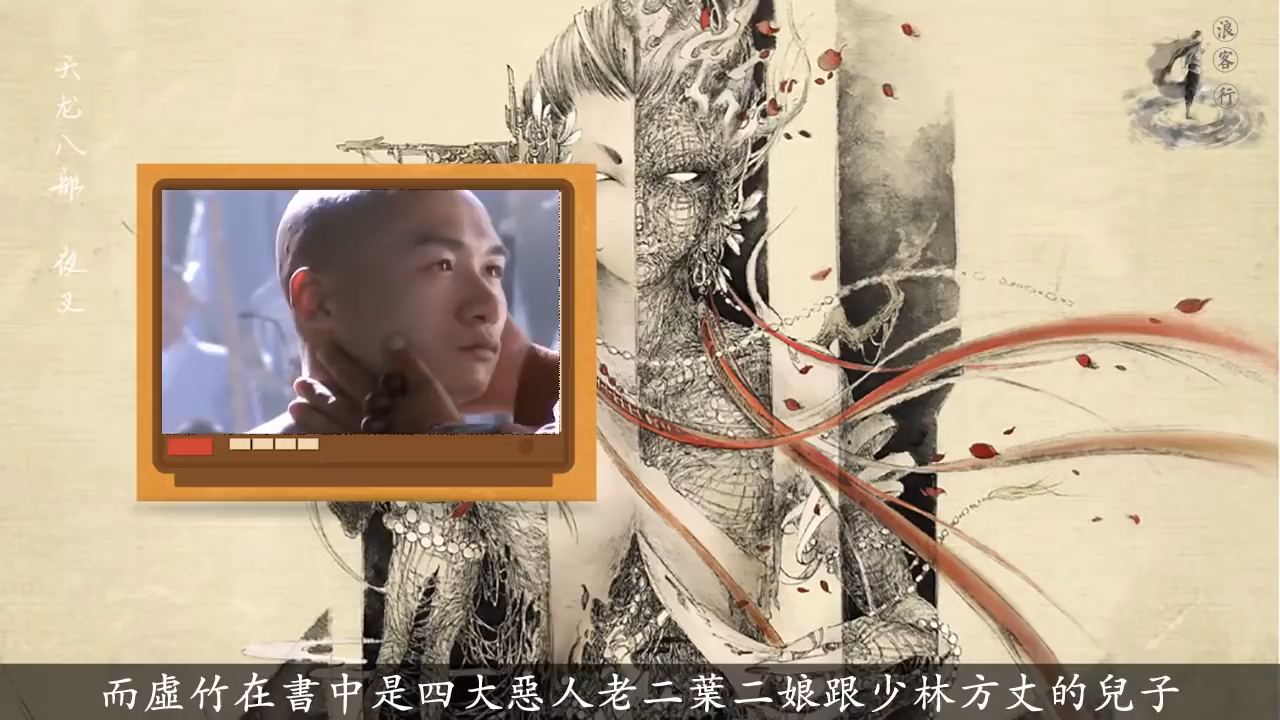 天龙八部 夜叉
浪客行
而虛竹在書中是四大惡人老二葉二娘跟少林方丈的兒子